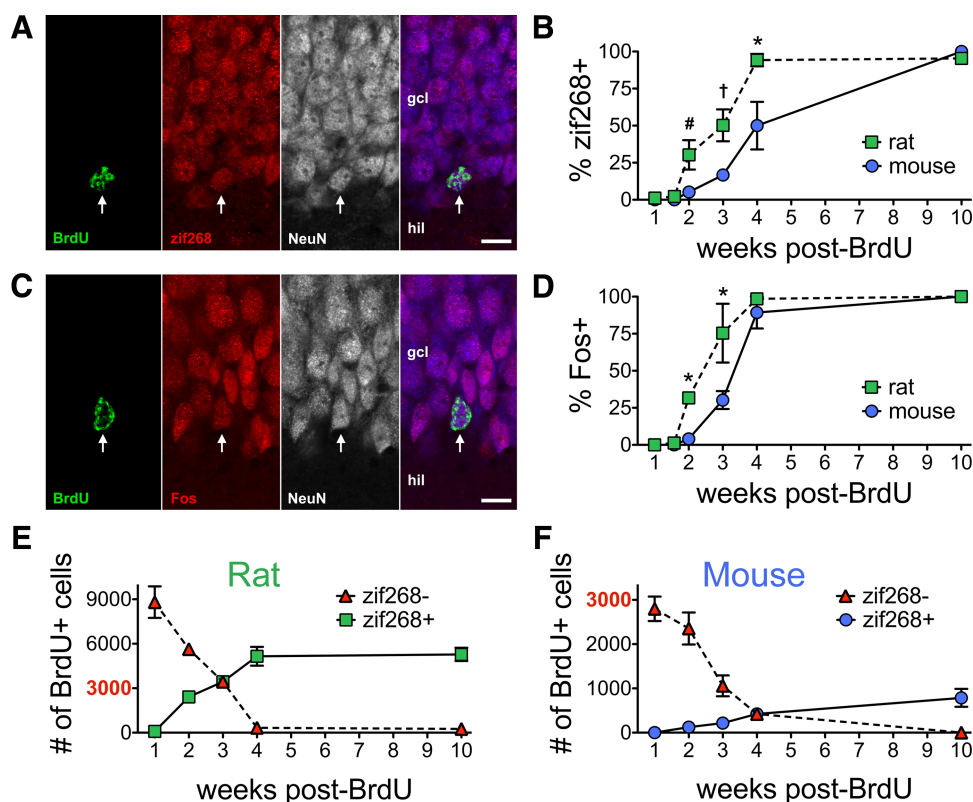 A
BrdU
zif268
NeuN
gcl
hil
B
% zif268+
100
75
50
25
0
#
†
*
rat
mouse
1 2 3 4 5 6 7 8 9 10
weeks post-BrdU
C
BrdU
Fos
NeuN
gcl
hil
D
% Fos+
100
75
50
25
0
*
*
rat
mouse
1 2 3 4 5 6 7 8 9 10
weeks post-BrdU
E
Rat
# of BrdU+ cells
9000
6000
3000
0
zif268-
zif268+
1 2 3 4 5 6 7 8 9 10
weeks post-BrdU
F
Mouse
# of BrdU+ cells
3000
2000
1000
0
zif268-
zif268+
1 2 3 4 5 6 7 8 9 10
weeks post-BrdU